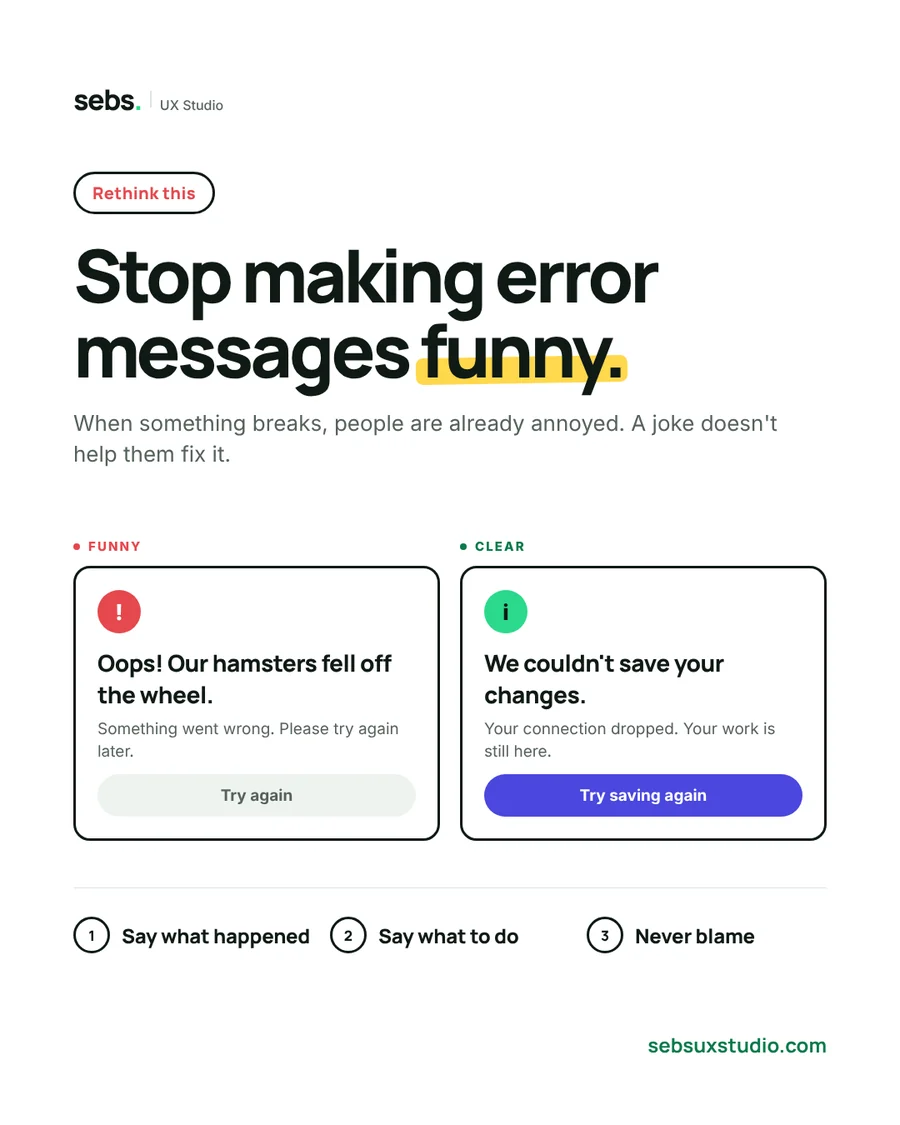 sebs.
UX Studio
Rethink this
Stop making error
messages funny.
When something breaks, people are already annoyed. A joke doesn't
help them fix it.
FUNNY
!
Oops! Our hamsters fell off
the wheel.
Something went wrong. Please try again
later.
Try again
CLEAR
i
We couldn't save your
changes.
Your connection dropped. Your work is
still here.
Try saving again
1 Say what happened
2 Say what to do
3 Never blame
sebsuxstudio.com